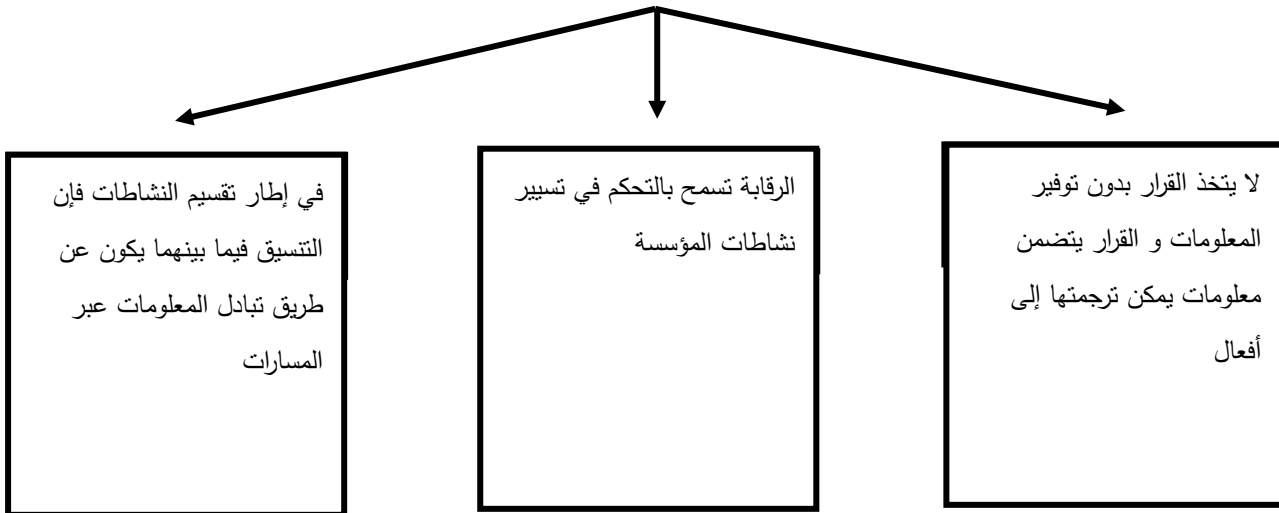 لا يتخذ القرار بدون توفير
المعلومات و القرار يتضمن
معلومات يمكن ترجمتها إلى
أفعال
الرقابة تسمح بالتحكم في تسيير
نشاطات المؤسسة
في إطار تقسيم النشاطات فإن
التنسيق فيما بينهما يكون عن
طريق تبادل المعلومات عبر
المسارات